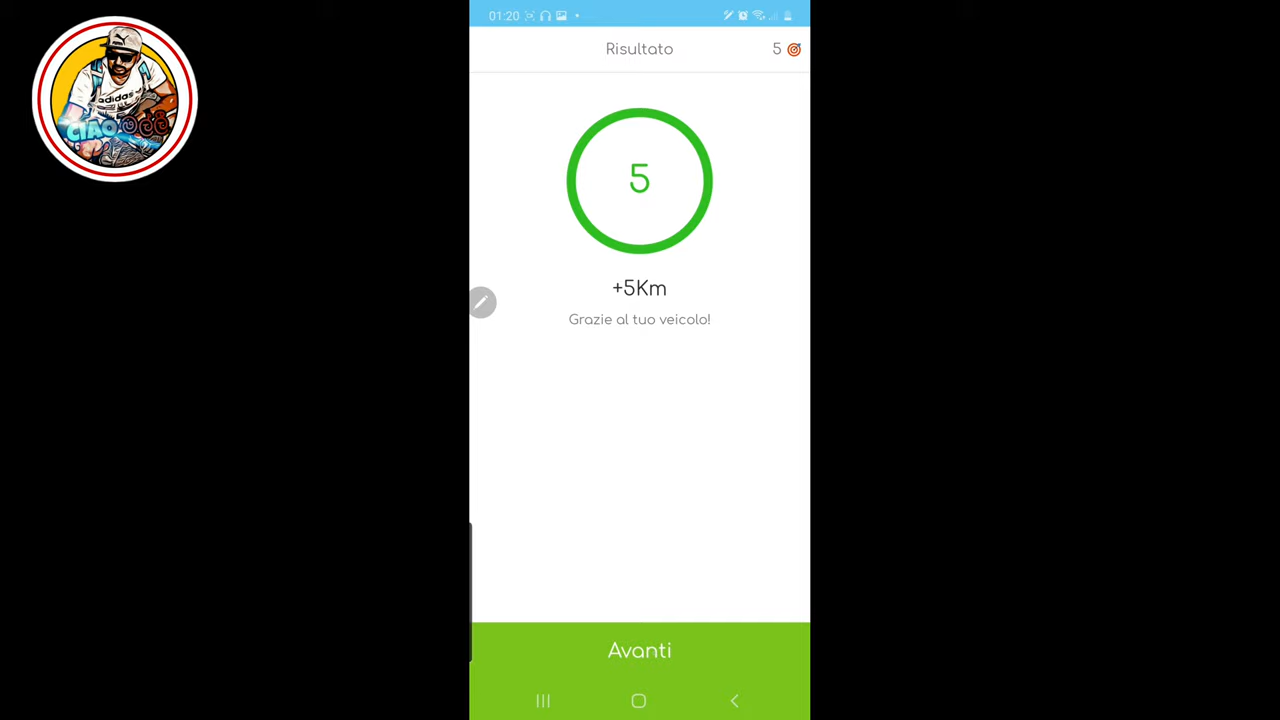 01:20
Risultato
5
5
+5Km
Grazie al tuo veicolo!
Avanti
adidas
CIAO